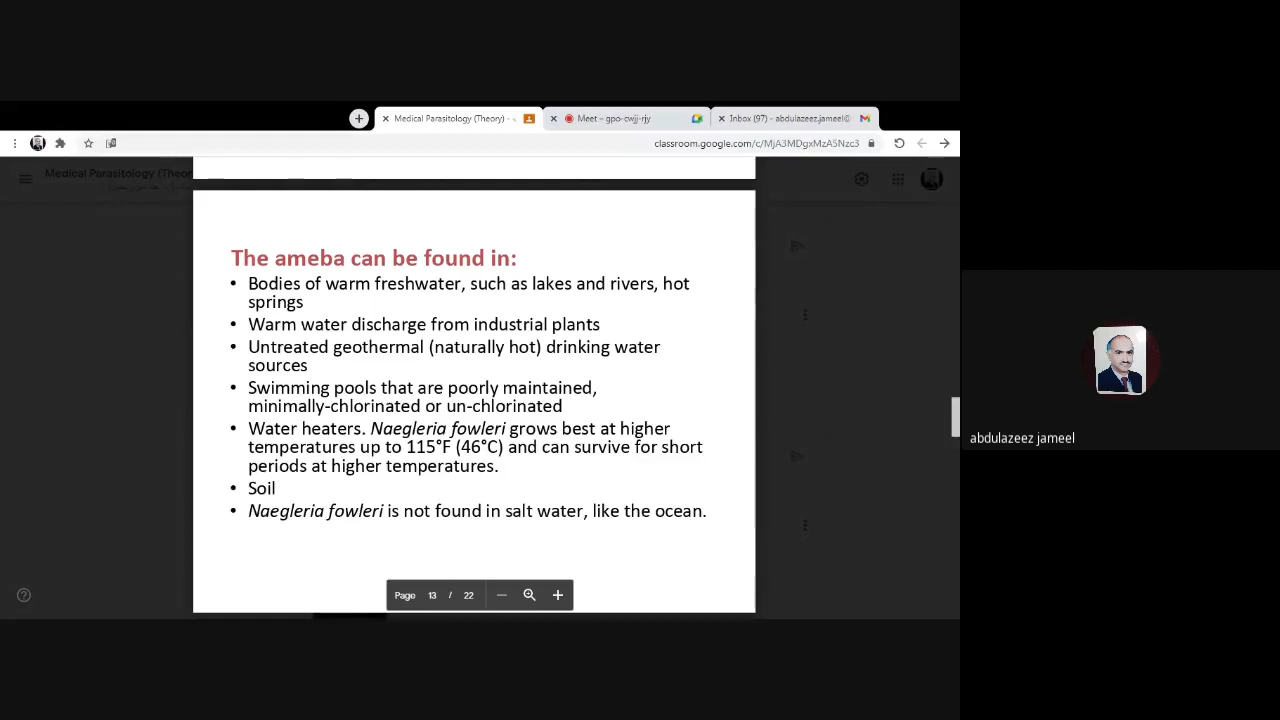 Medical Parasitology (Theory) -
Meet – gpo-cwjj-rjy
Inbox (97) - abdulazeez.jameel@
classroom.google.com/c/MjA3MDgxMzA5Nzc3
Medical Parasitology (Theor
The ameba can be found in:
• Bodies of warm freshwater, such as lakes and rivers, hot
springs
• Warm water discharge from industrial plants
• Untreated geothermal (naturally hot) drinking water
sources
• Swimming pools that are poorly maintained,
minimally-chlorinated or un-chlorinated
• Water heaters. Naegleria fowleri grows best at higher
temperatures up to 115°F (46°C) and can survive for short
periods at higher temperatures.
• Soil
• Naegleria fowleri is not found in salt water, like the ocean.
Page 13 / 22
abdulazeez jameel